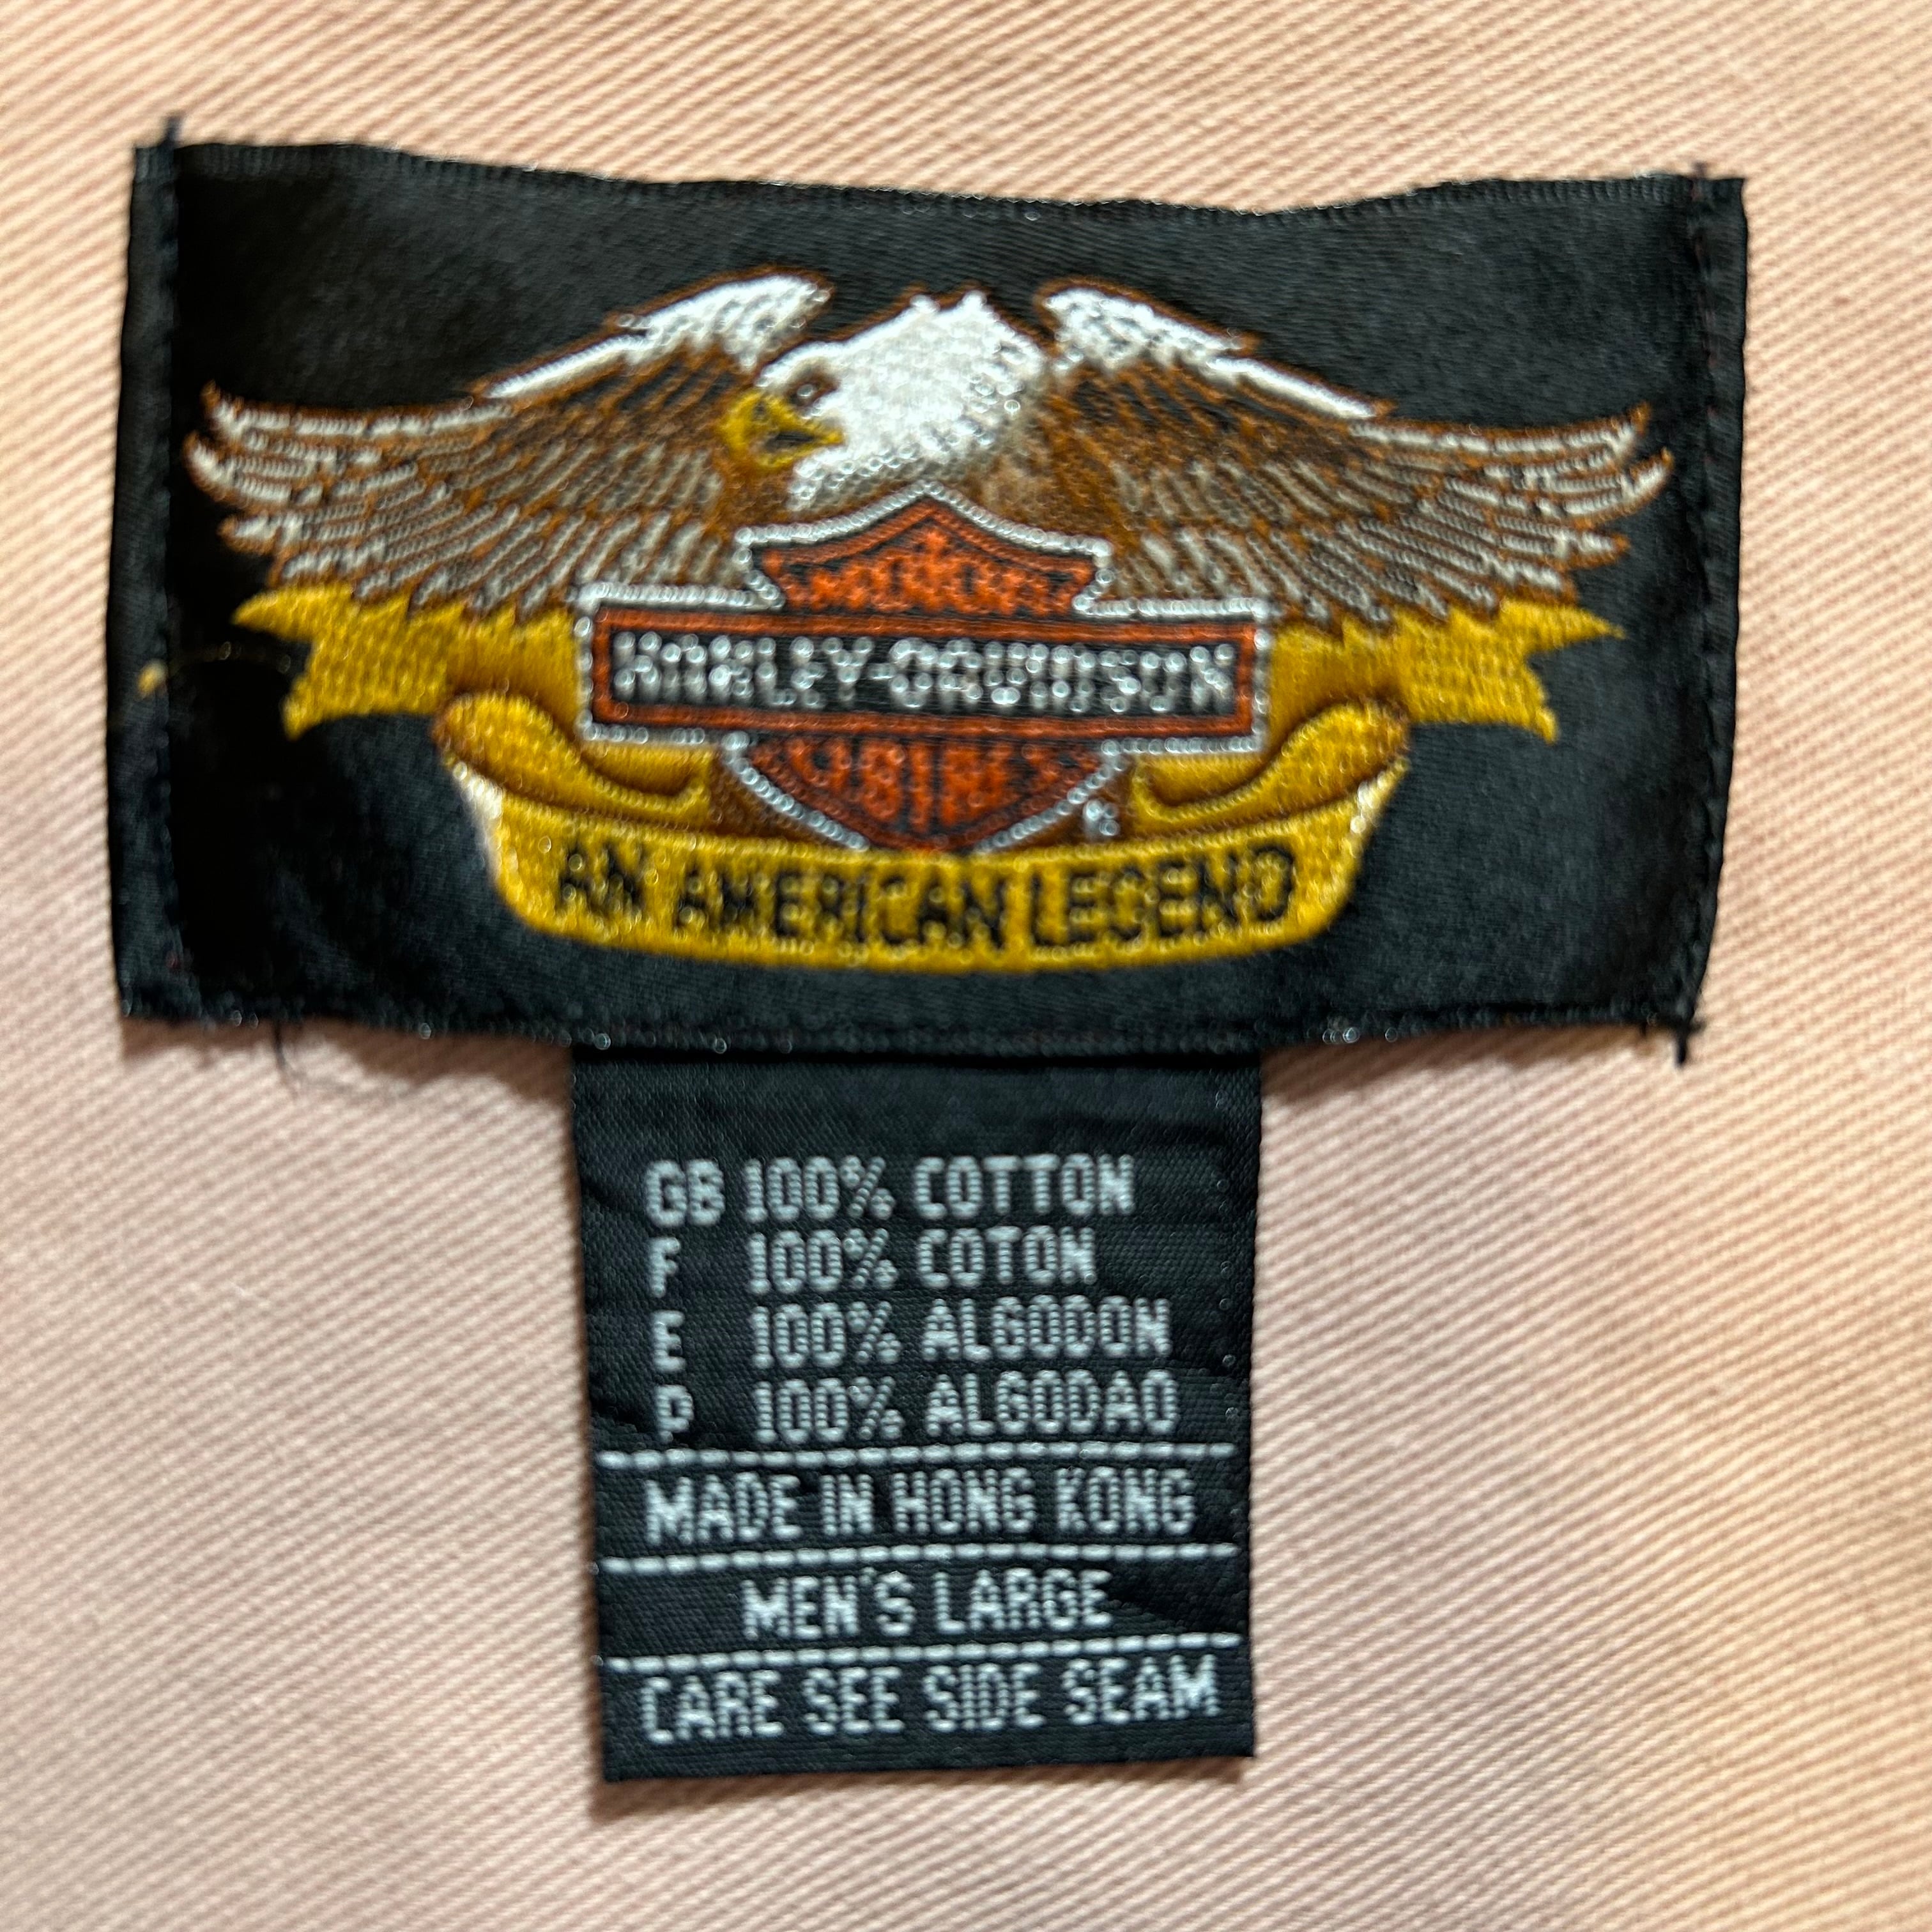 MOTOR
HARLEY-DAVIDSON
®
AN AMERICAN LEGEND
GB 100% COTTON
F 100% COTON
E 100% ALGODON
P 100% ALGODAO
MADE IN HONG KONG
MEN'S LARGE
CARE SEE SIDE SEAM